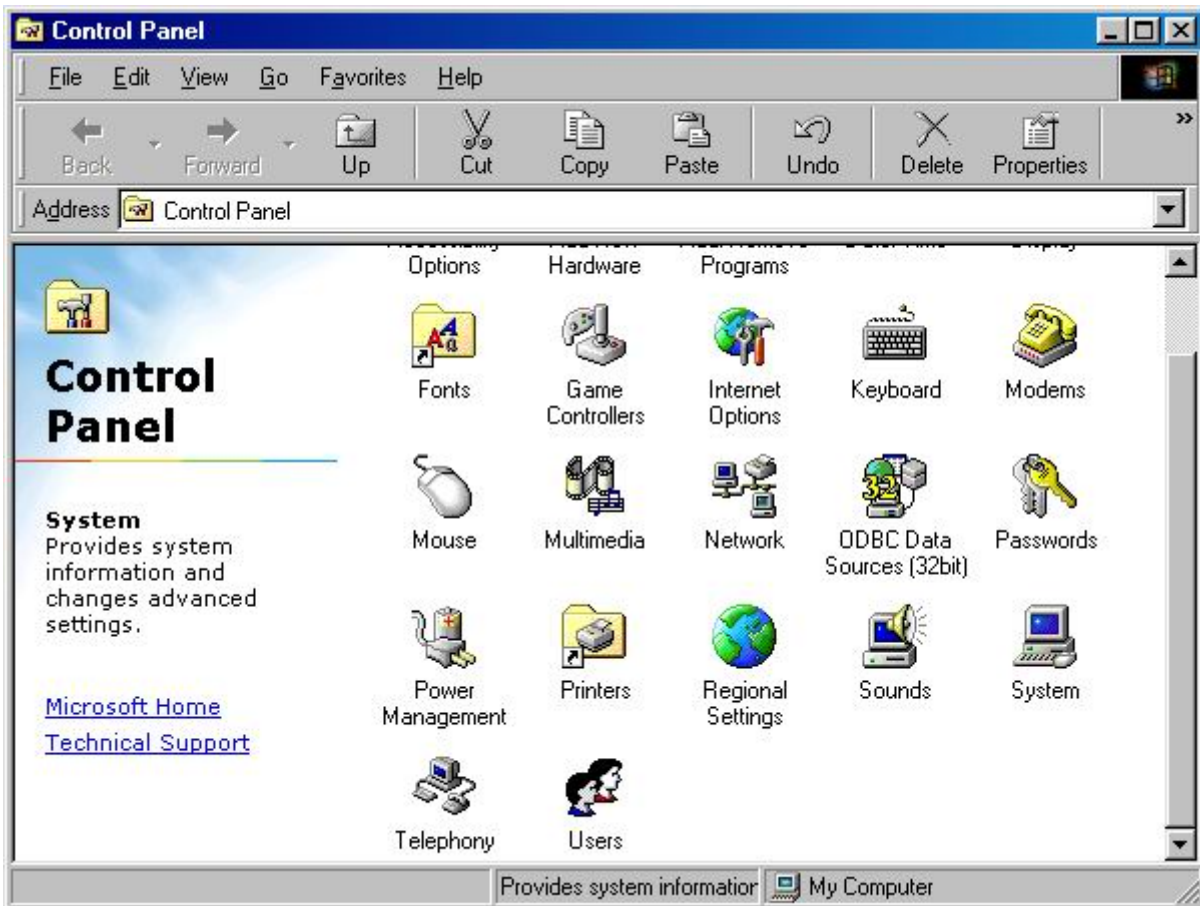 Control Panel
File Edit View Go Favorites Help
Back Forward Up Cut Copy Paste Undo Delete Properties »
Address Control Panel
Options Hardware Programs
Control
Panel
System
Provides system
information and
changes advanced
settings.
Microsoft Home
Technical Support
Fonts
Game
Controllers
Internet
Options
Keyboard
Modems
Mouse
Multimedia
Network
ODBC Data
Sources (32bit)
Passwords
Power
Management
Printers
Regional
Settings
Sounds
System
Telephony
Users
Provides system information My Computer